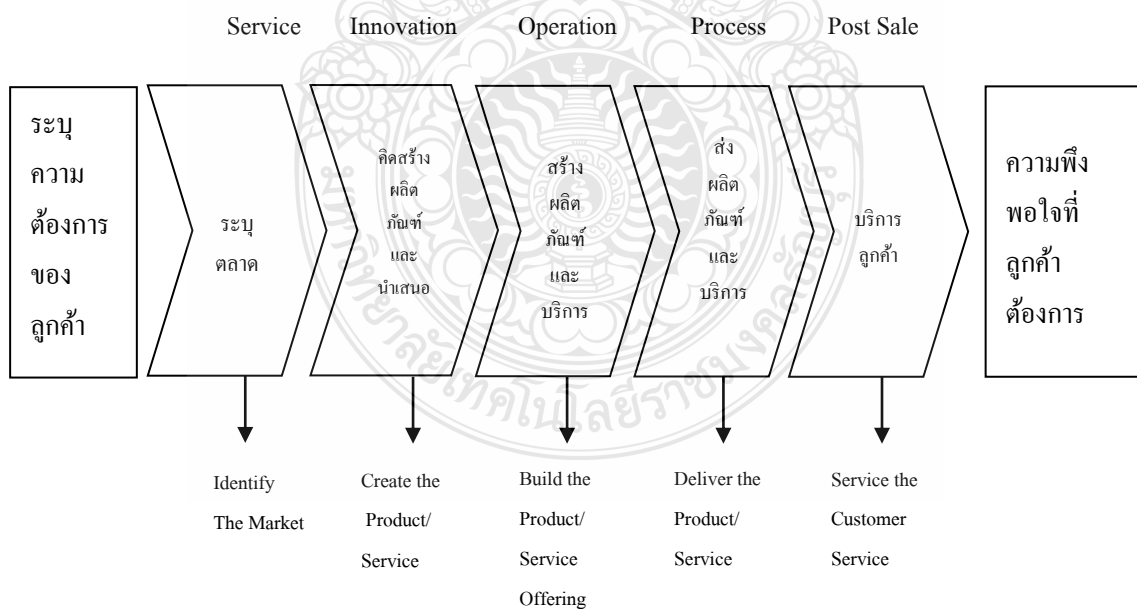 Service Innovation Operation Process Post Sale
ระบุ
ความ
ต้องการ
ของ
ลูกค้า
ระบุ
ตลาด
คิดสร้าง
ผลิต
ภัณฑ์
และ
นำเสนอ
สร้าง
ผลิต
ภัณฑ์
และ
บริการ
ส่ง
ผลิต
ภัณฑ์
และ
บริการ
บริการ
ลูกค้า
ความพึง
พอใจที่
ลูกค้า
ต้องการ
Identify
The Market
Create the
Product/
Service
Build the
Product/
Service
Offering
Deliver the
Product/
Service
Service the
Customer
Service